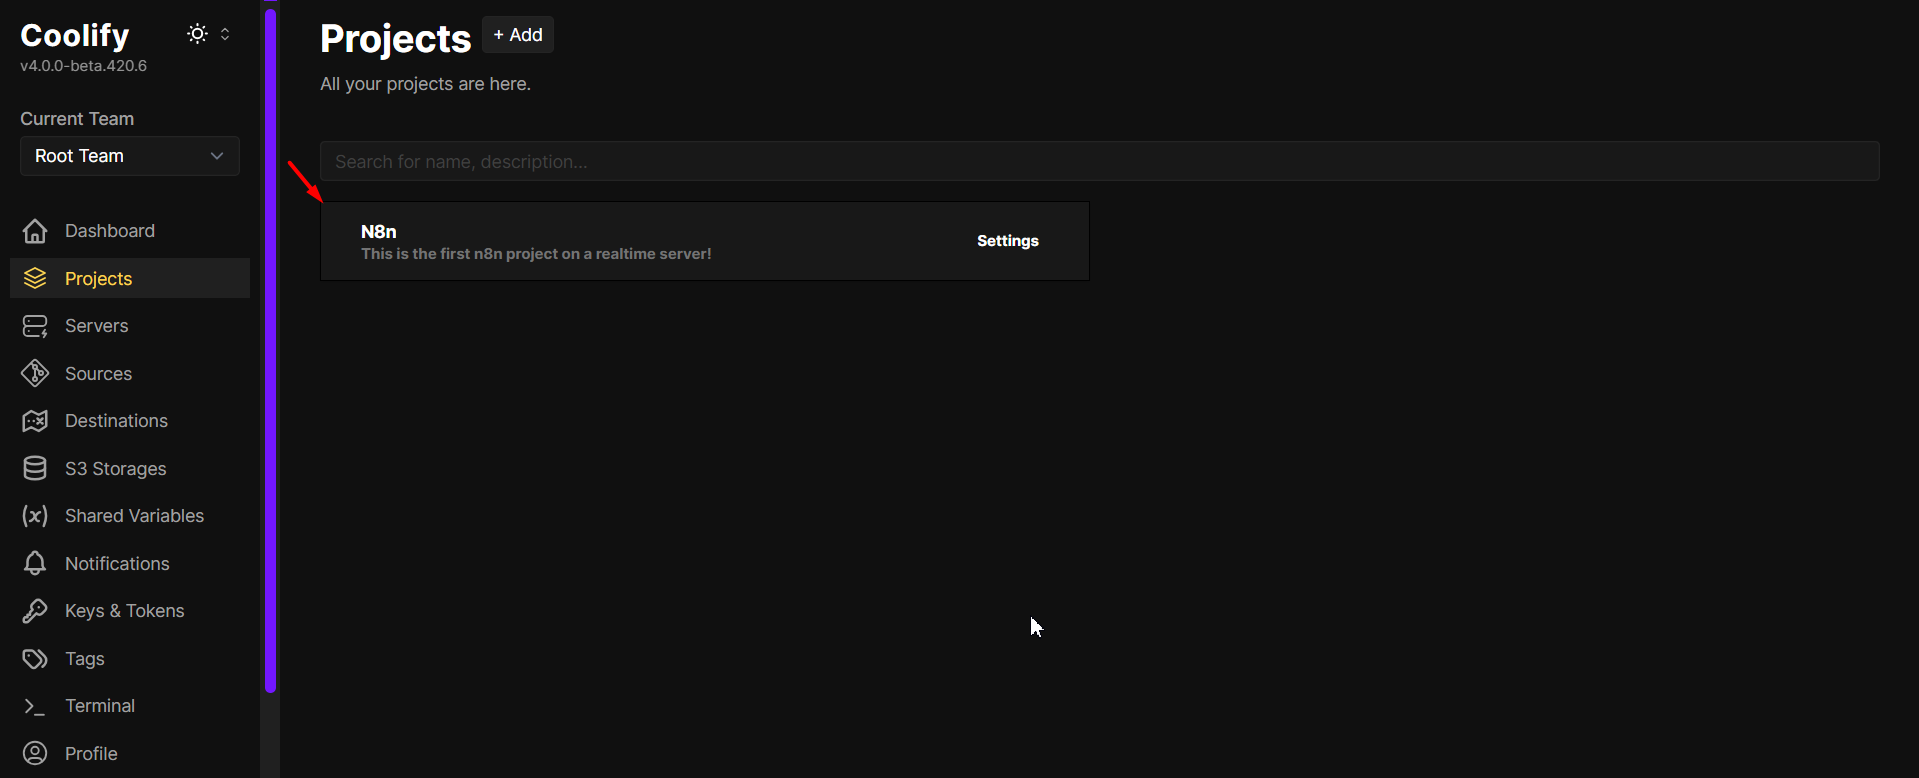 Coolify
v4.0.0-beta.420.6
Current Team
Root Team
Dashboard
Projects
Servers
Sources
Destinations
S3 Storages
Shared Variables
Notifications
Keys & Tokens
Tags
Terminal
Profile
Projects
+ Add
All your projects are here.
Search for name, description...
N8n
This is the first n8n project on a realtime server!
Settings